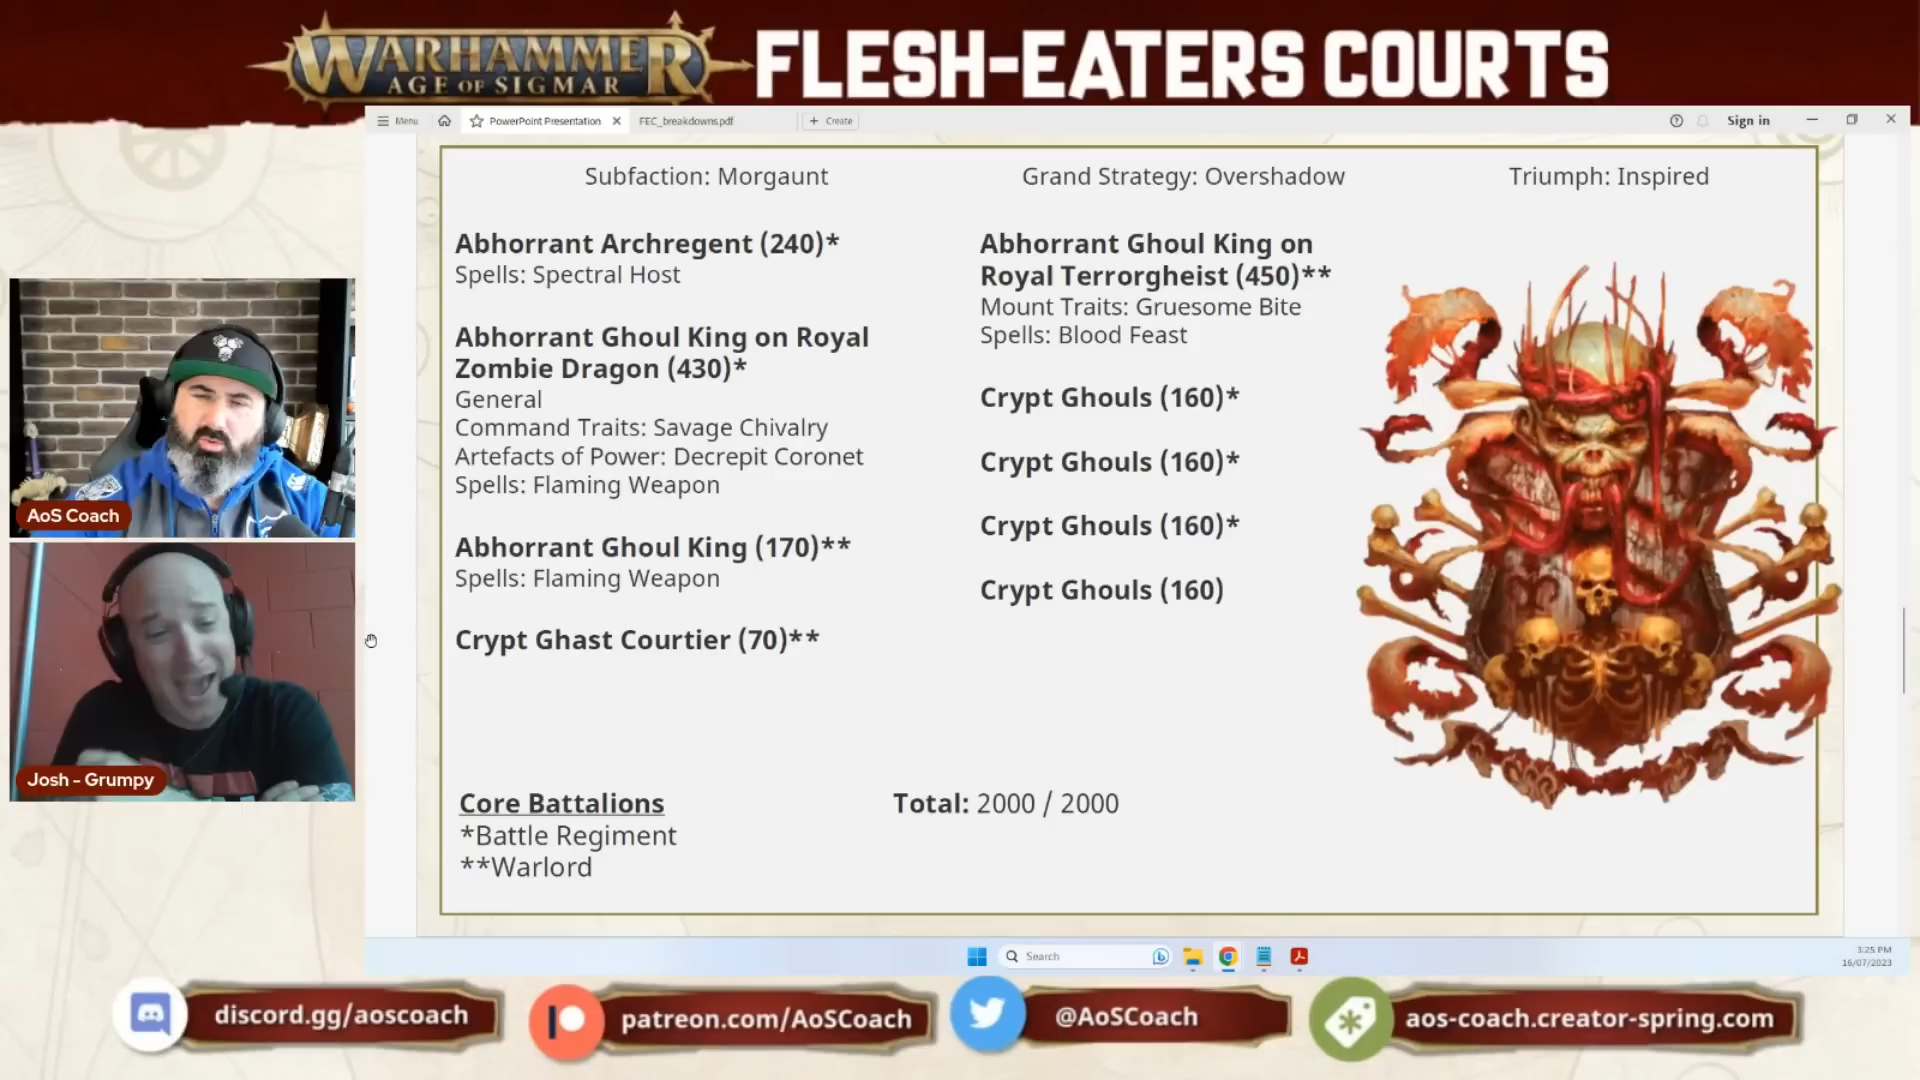 WARHAMMER
AGE OF SIGMAR
FLESH-EATERS COURTS
Menu
PowerPoint Presentation
FEC_breakdowns.pdf
+ Create
Sign in
Subfaction: Morgaunt
Grand Strategy: Overshadow
Triumph: Inspired
Abhorrant Archregent (240)*
Spells: Spectral Host
Abhorrant Ghoul King on Royal
Zombie Dragon (430)*
General
Command Traits: Savage Chivalry
Artefacts of Power: Decrepit Coronet
Spells: Flaming Weapon
Abhorrant Ghoul King (170)**
Spells: Flaming Weapon
Crypt Ghast Courtier (70)**
Abhorrant Ghoul King on
Royal Terrorgheist (450)**
Mount Traits: Gruesome Bite
Spells: Blood Feast
Crypt Ghouls (160)*
Crypt Ghouls (160)*
Crypt Ghouls (160)*
Crypt Ghouls (160)
Core Battalions
*Battle Regiment
**Warlord
Total: 2000 / 2000
AoS Coach
Josh - Grumpy
Search
3:25 PM
16/07/2023
discord.gg/aoscoach
patreon.com/AoSCoach
@AoSCoach
aos-coach.creator-spring.com